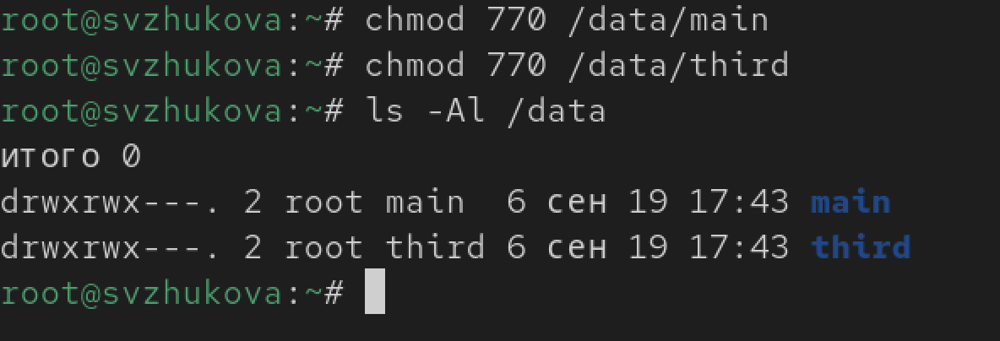 root@svzhukova:~# chmod 770 /data/main
root@svzhukova:~# chmod 770 /data/third
root@svzhukova:~# ls -Al /data
итого 0
drwxrwx---. 2 root main  6 сен 19 17:43 main
drwxrwx---. 2 root third 6 сен 19 17:43 third
root@svzhukova:~#